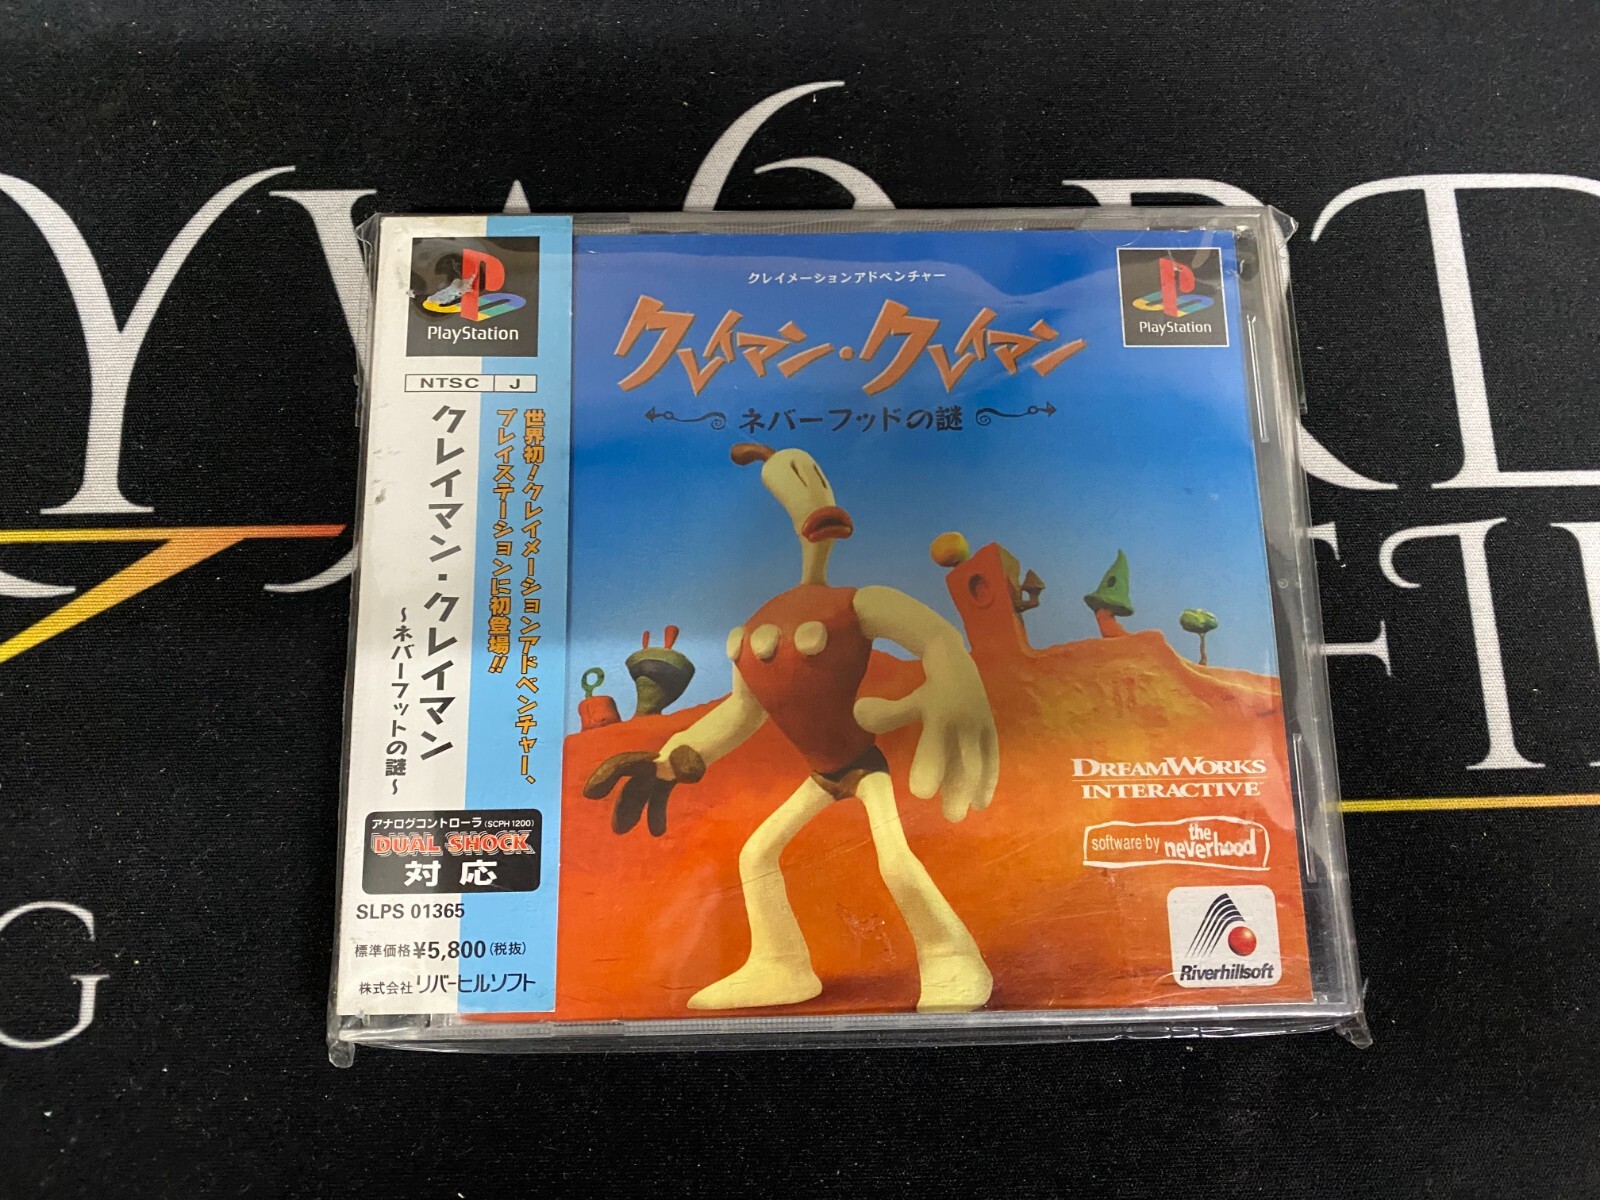 PlayStation
NTSC J
世界初!クレイメーションアドベンチャー、
プレイステーションに初登場!!
クレイマン・クレイマン
~ネバーフットの謎~
アナログコントローラ(SCPH1200)
DUAL SHOCK
対応
SLPS 01365
標準価格¥5,800(税抜)
株式会社リバーヒルソフト
クレイメーションアドベンチャー
クレイマン・クレイマン
ネバーフッドの謎
PlayStation
DREAMWORKS
INTERACTIVE
software by the neverhood
Riverhillsoft